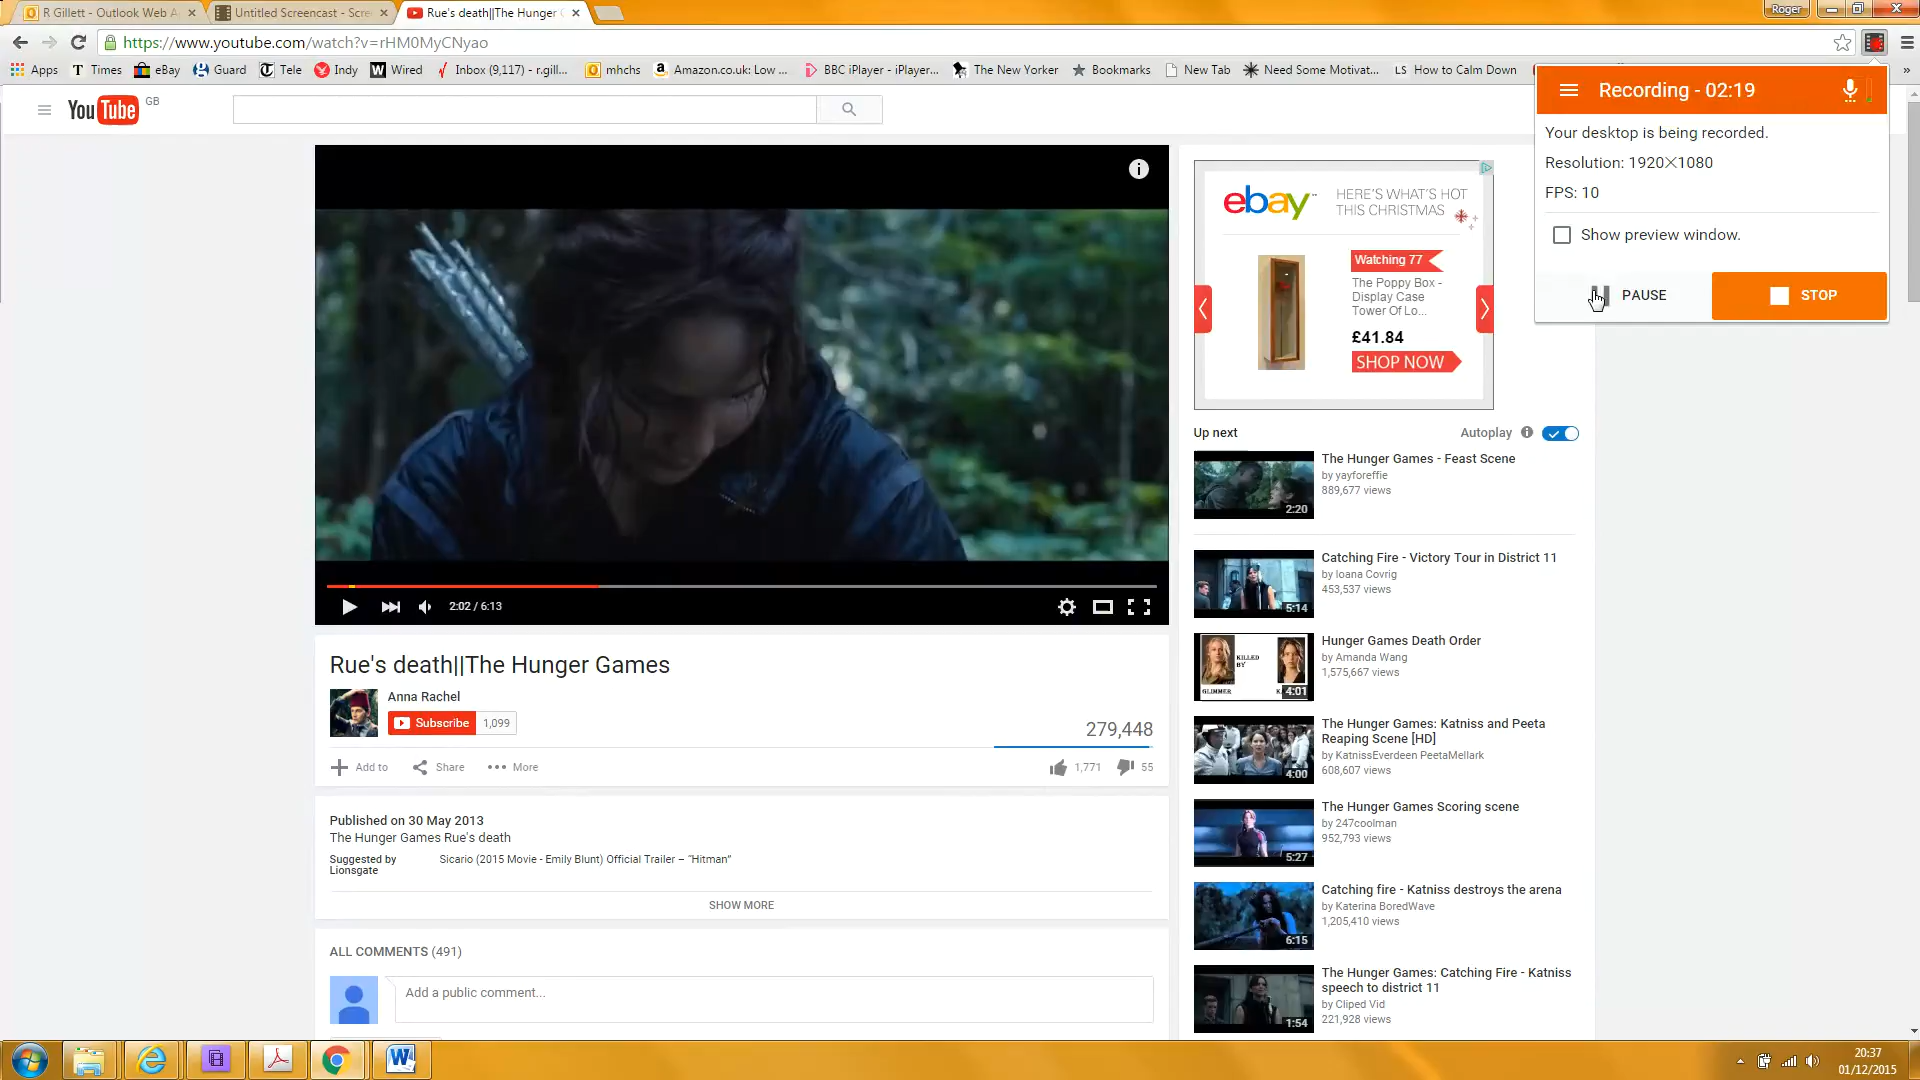 R Gillett - Outlook Web A
Untitled Screencast - Scre
Rue's death||The Hunger G
Roger
https://www.youtube.com/watch?v=rHM0MyCNyao
Apps
Times
eBay
Guard
Tele
Indy
Wired
Inbox (9,117) - r.gill...
mhchs
Amazon.co.uk: Low ...
BBC iPlayer - iPlayer...
The New Yorker
Bookmarks
New Tab
Need Some Motivat...
LS How to Calm Down
»
YouTube GB
Recording - 02:19
Your desktop is being recorded.
Resolution: 1920×1080
FPS: 10
Show preview window.
PAUSE
STOP
ebay
HERE'S WHAT'S HOT
THIS CHRISTMAS
Watching 77
The Poppy Box -
Display Case
Tower Of Lo...
£41.84
SHOP NOW
2:02 / 6:13
Rue's death||The Hunger Games
Anna Rachel
Subscribe 1,099
279,448
Add to
Share
More
1,771
55
Published on 30 May 2013
The Hunger Games Rue's death
Suggested by
Lionsgate
Sicario (2015 Movie - Emily Blunt) Official Trailer – “Hitman”
SHOW MORE
ALL COMMENTS (491)
Add a public comment...
Up next
Autoplay
The Hunger Games - Feast Scene
by yayforeffie
889,677 views
2:20
Catching Fire - Victory Tour in District 11
by Ioana Covrig
453,537 views
5:14
Hunger Games Death Order
by Amanda Wang
1,575,667 views
KILLED
BY
GLIMMER
4:01
The Hunger Games: Katniss and Peeta
Reaping Scene [HD]
by KatnissEverdeen PeetaMellark
608,607 views
4:00
The Hunger Games Scoring scene
by 247coolman
952,793 views
5:27
Catching fire - Katniss destroys the arena
by Katerina BoredWave
1,205,410 views
6:15
The Hunger Games: Catching Fire - Katniss
speech to district 11
by Cliped Vid
221,928 views
1:54
20:37
01/12/2015